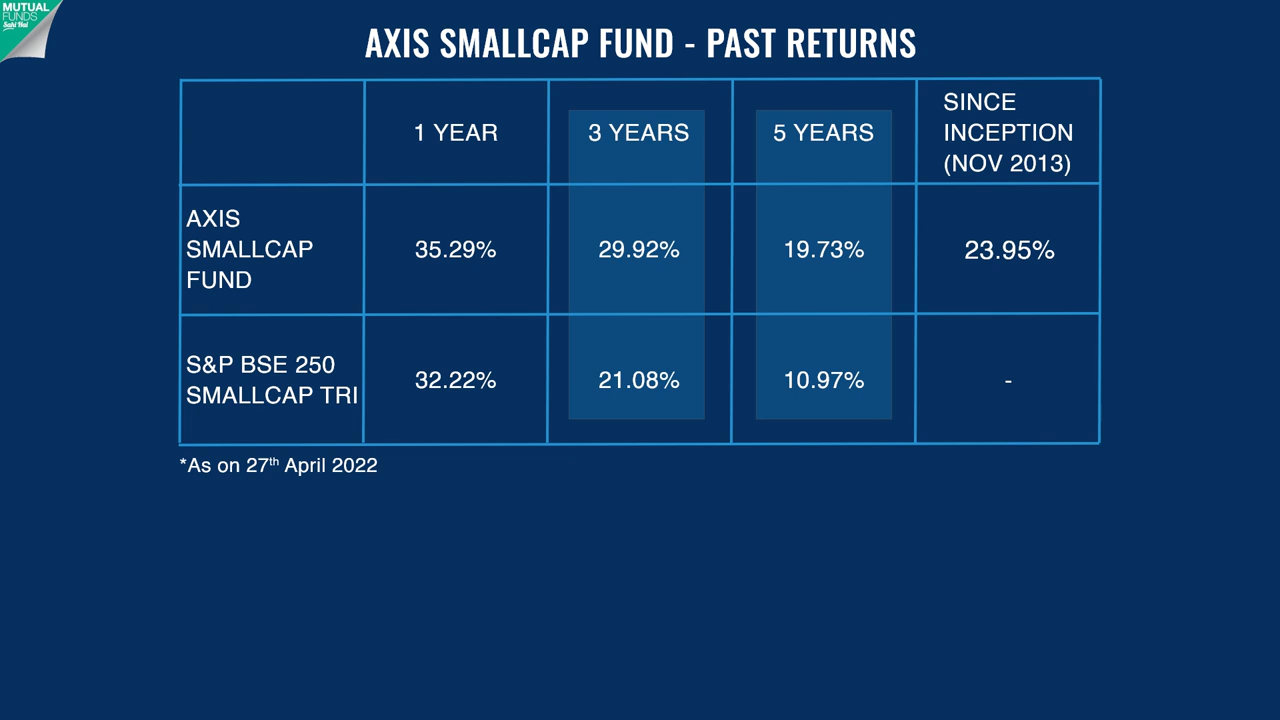 MUTUAL
FUNDS
Sahi Hai
AXIS SMALLCAP FUND - PAST RETURNS
1 YEAR
3 YEARS
5 YEARS
SINCE
INCEPTION
(NOV 2013)
AXIS
SMALLCAP
FUND
35.29%
29.92%
19.73%
23.95%
S&P BSE 250
SMALLCAP TRI
32.22%
21.08%
10.97%
-
*As on 27th April 2022